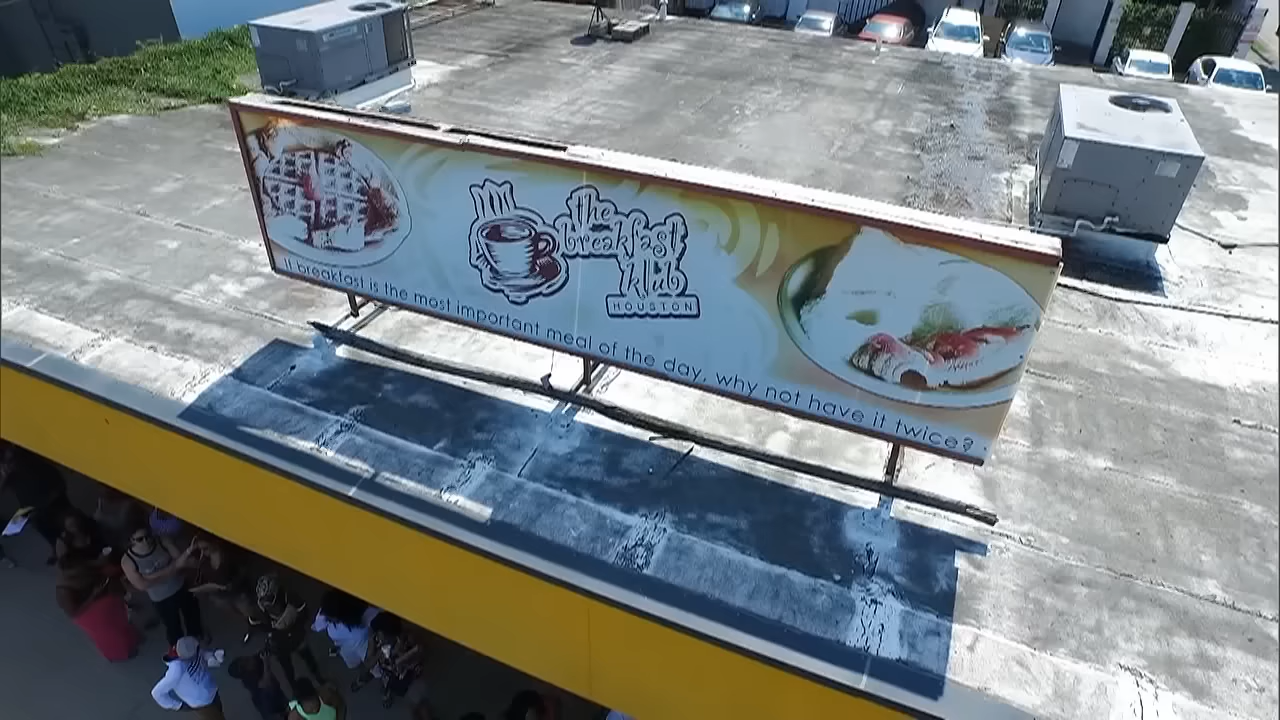 the
breakfast
klub
HOUSTON
If breakfast is the most important meal of the day, why not have it twice?